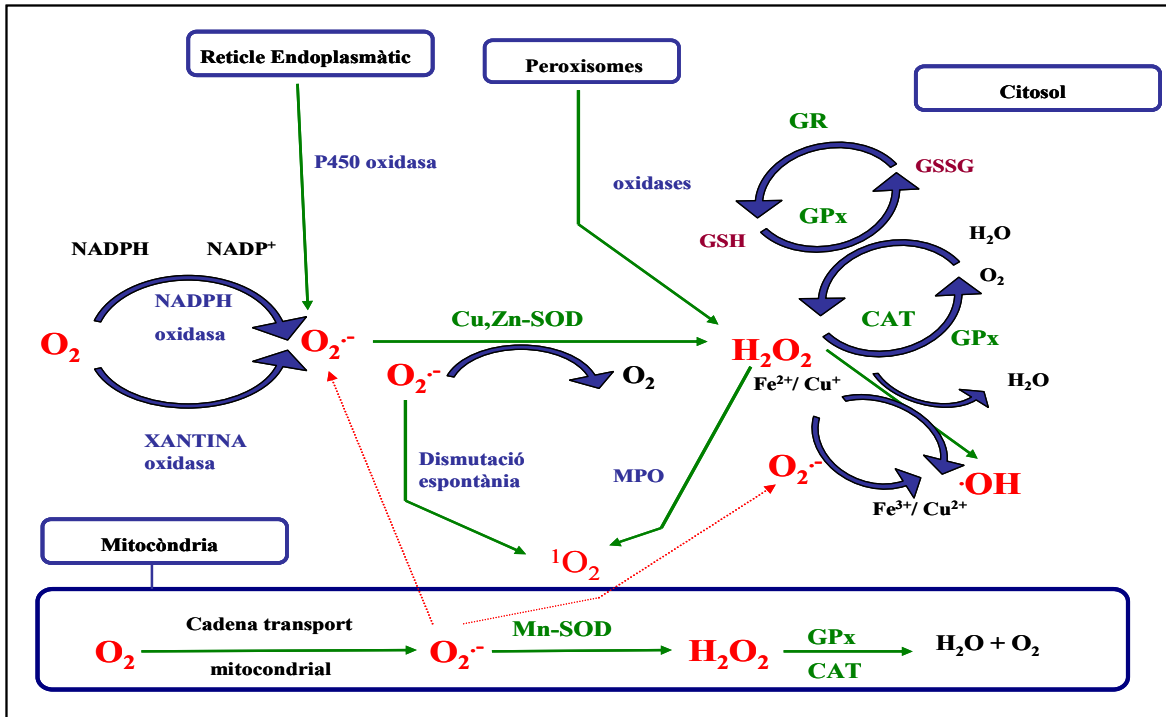 Reticle Endoplasmàtic
Peroxisomes
Citosol
GR
P450 oxidasa
oxidases
GSSG
GPx
GSH
NADPH
NADP⁺
H₂O
O₂
NADPH
oxidasa
Cu,Zn-SOD
CAT
GPx
O₂
O₂·⁻
H₂O₂
O₂·⁻
O₂
Fe²⁺/ Cu⁺
H₂O
XANTINA
oxidasa
Dismutació
espontània
MPO
O₂·⁻
·OH
Fe³⁺/ Cu²⁺
Mitocòndria
¹O₂
Cadena transport
mitocondrial
O₂
O₂·⁻
Mn-SOD
H₂O₂
GPx
CAT
H₂O + O₂